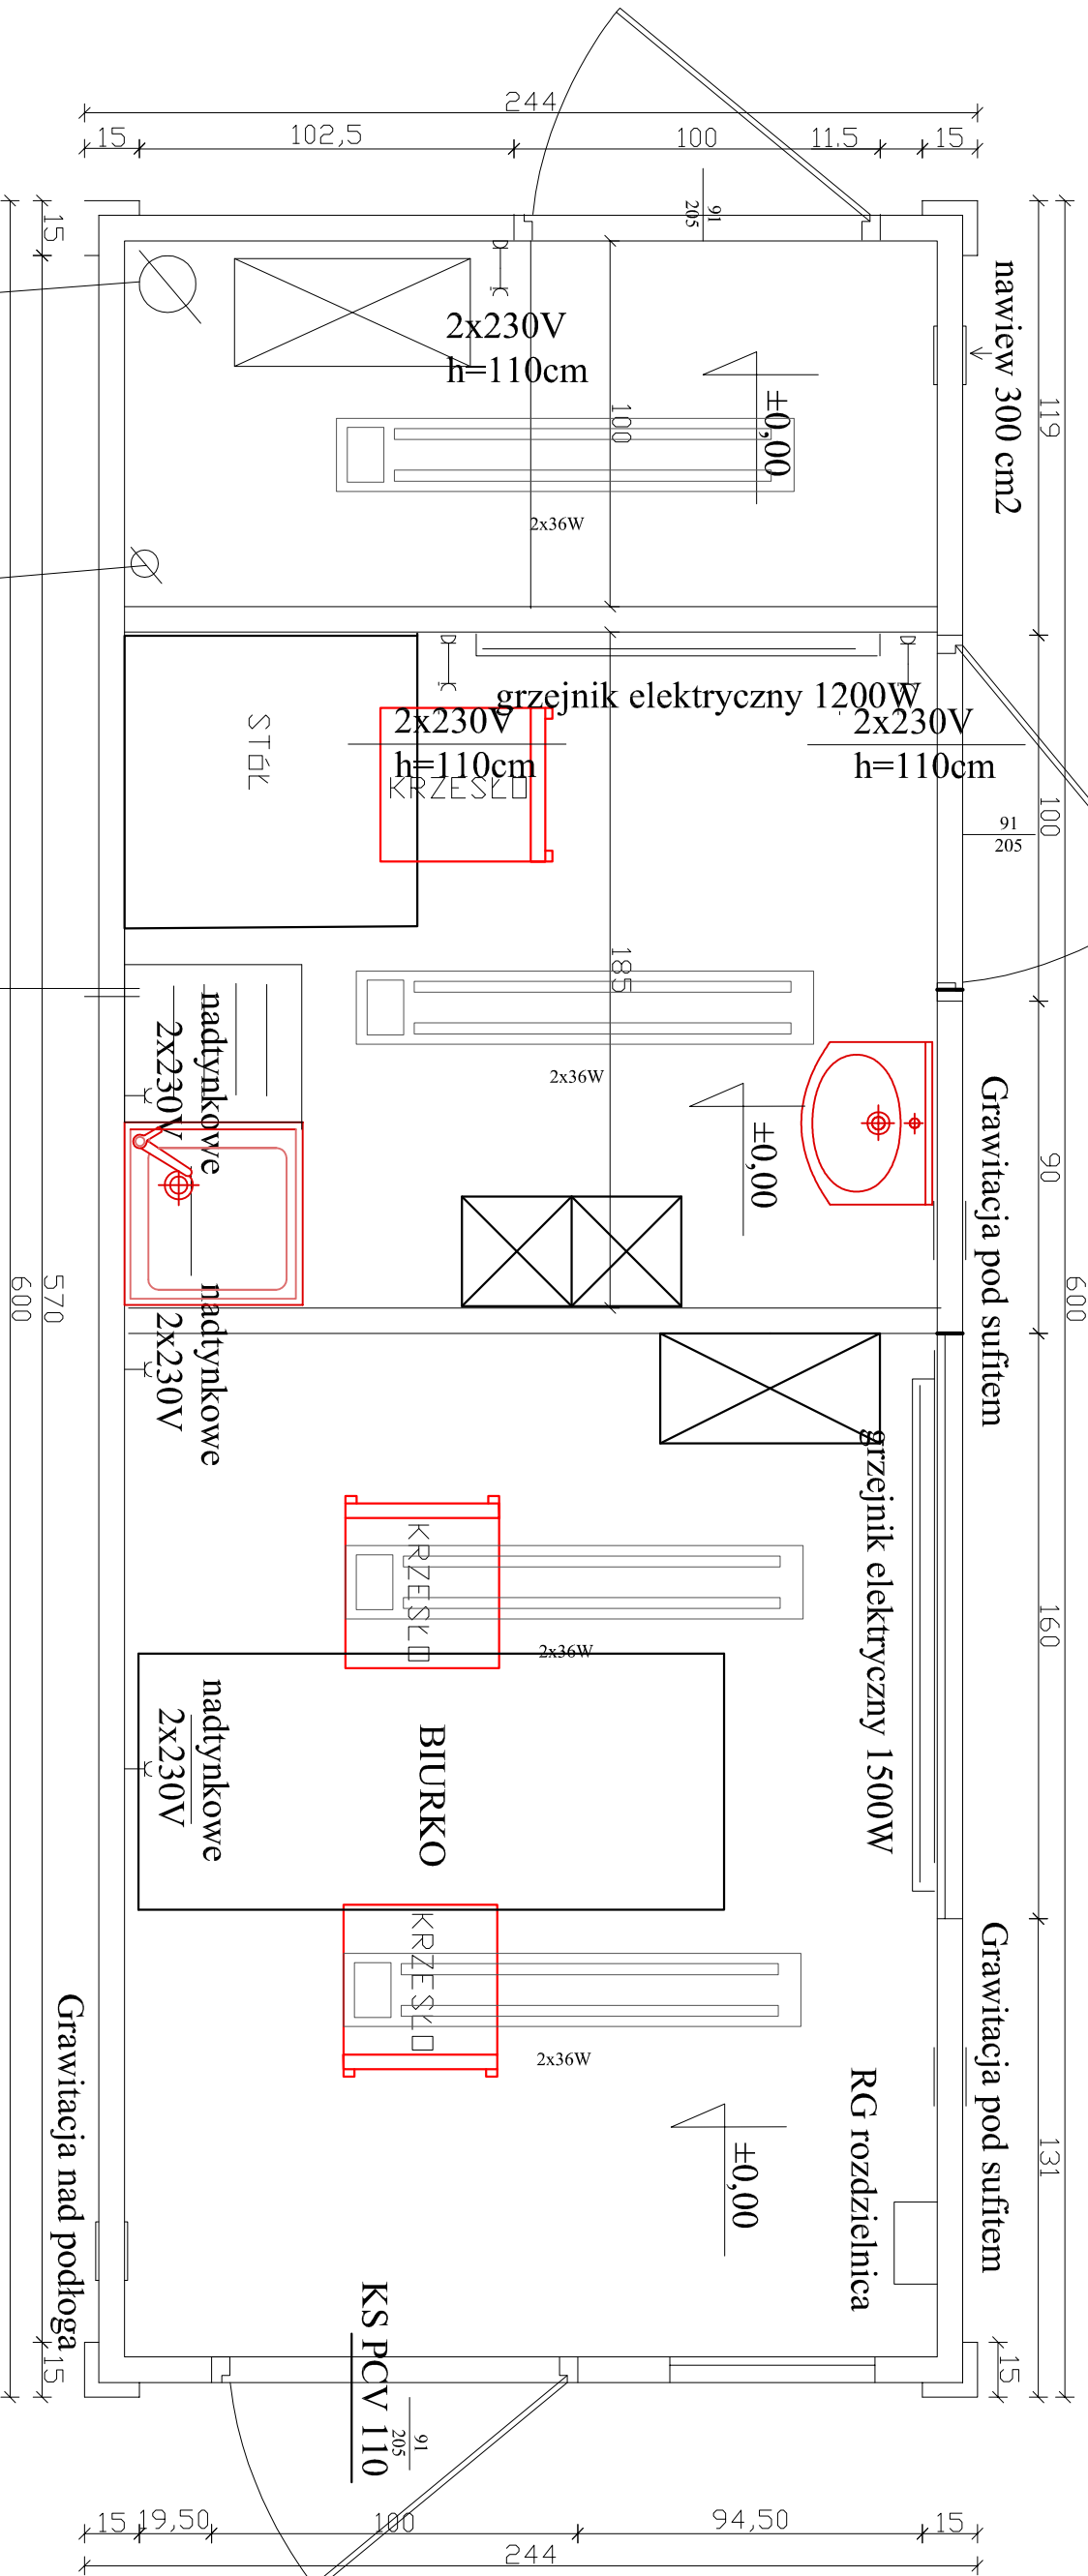 244
15
102,5
100
11.5
15
91
205
15
nawiew 300 cm2
119
2x230V
h=110cm
±0,00
100
2x36W
grzejnik elektryczny 1200W
STÓŁ
2x230V
h=110cm
KRZESŁO
2x230V
h=110cm
100
91
205
185
nadtynkowe
2x230V
2x36W
±0,00
Grawitacja pod sufitem
90
600
570
600
nadtynkowe
2x230V
grzejnik elektryczny 1500W
KRZESŁO
160
2x36W
nadtynkowe
2x230V
BIURKO
KRZESŁO
2x36W
Grawitacja pod sufitem
RG rozdzielnica
131
±0,00
Grawitacja nad podłoga
15
15
KS PCV 110
91
205
15
19,50
100
94,50
15
244